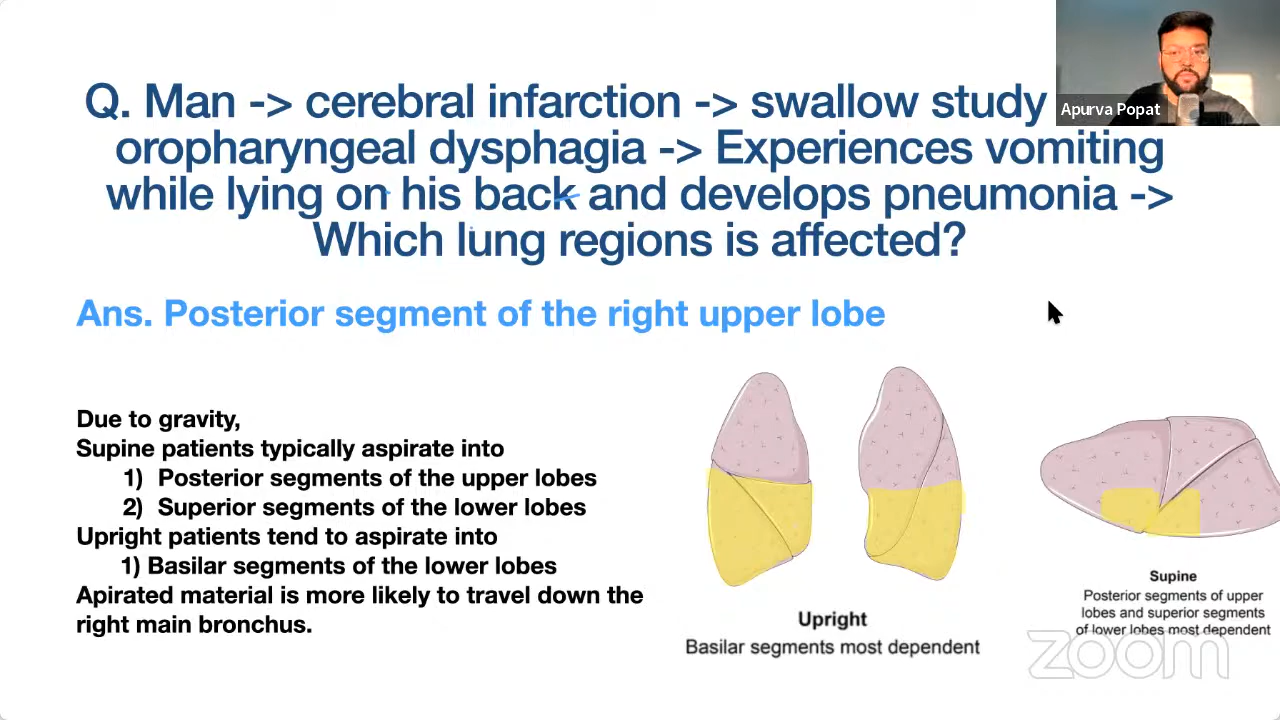 Q. Man -> cerebral infarction -> swallow study
oropharyngeal dysphagia -> Experiences vomiting
while lying on his back and develops pneumonia ->
Which lung regions is affected?
Apurva Popat
Ans. Posterior segment of the right upper lobe
Due to gravity,
Supine patients typically aspirate into
1) Posterior segments of the upper lobes
2) Superior segments of the lower lobes
Upright patients tend to aspirate into
1) Basilar segments of the lower lobes
Apirated material is more likely to travel down the
right main bronchus.
Upright
Basilar segments most dependent
Supine
Posterior segments of upper
lobes and superior segments
of lower lobes most dependent
zoom